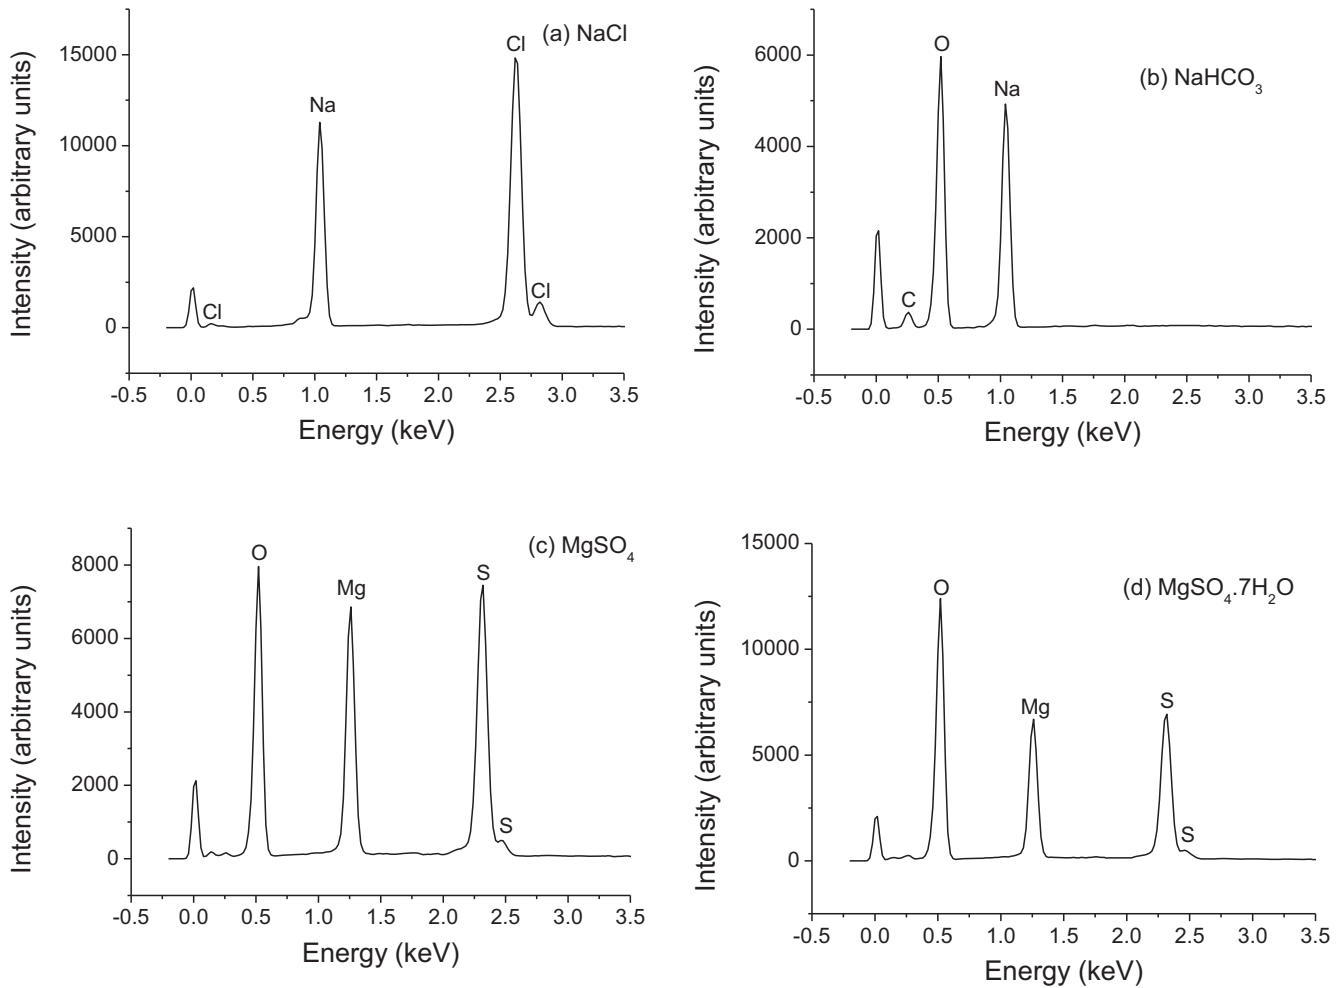 (a) NaCl
Intensity (arbitrary units)
15000
10000
5000
0
Cl
Na
Cl
Cl
-0.5 0.0 0.5 1.0 1.5 2.0 2.5 3.0 3.5
Energy (keV)
(b) NaHCO₃
Intensity (arbitrary units)
6000
4000
2000
0
C
O
Na
-0.5 0.0 0.5 1.0 1.5 2.0 2.5 3.0 3.5
Energy (keV)
(c) MgSO₄
Intensity (arbitrary units)
8000
6000
4000
2000
0
O
Mg
S
S
-0.5 0.0 0.5 1.0 1.5 2.0 2.5 3.0 3.5
Energy (keV)
(d) MgSO₄.7H₂O
Intensity (arbitrary units)
15000
10000
5000
0
O
Mg
S
S
-0.5 0.0 0.5 1.0 1.5 2.0 2.5 3.0 3.5
Energy (keV)